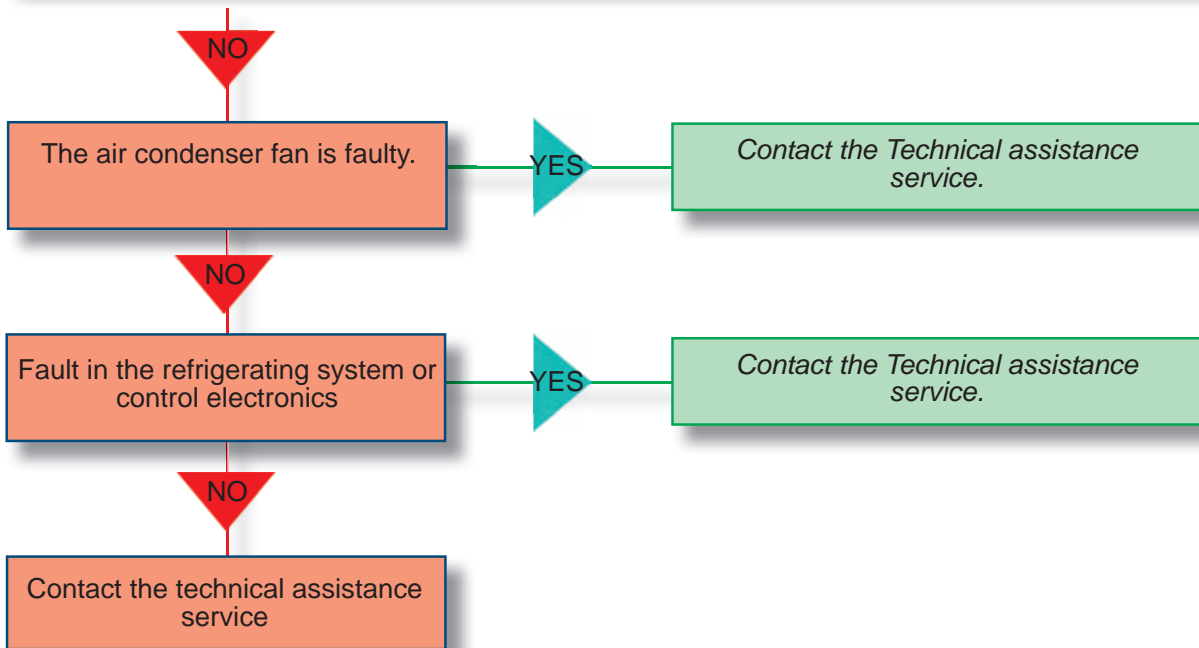 NO
The air condenser fan is faulty.
YES
Contact the Technical assistance
service.
NO
Fault in the refrigerating system or
control electronics
YES
Contact the Technical assistance
service.
NO
Contact the technical assistance
service